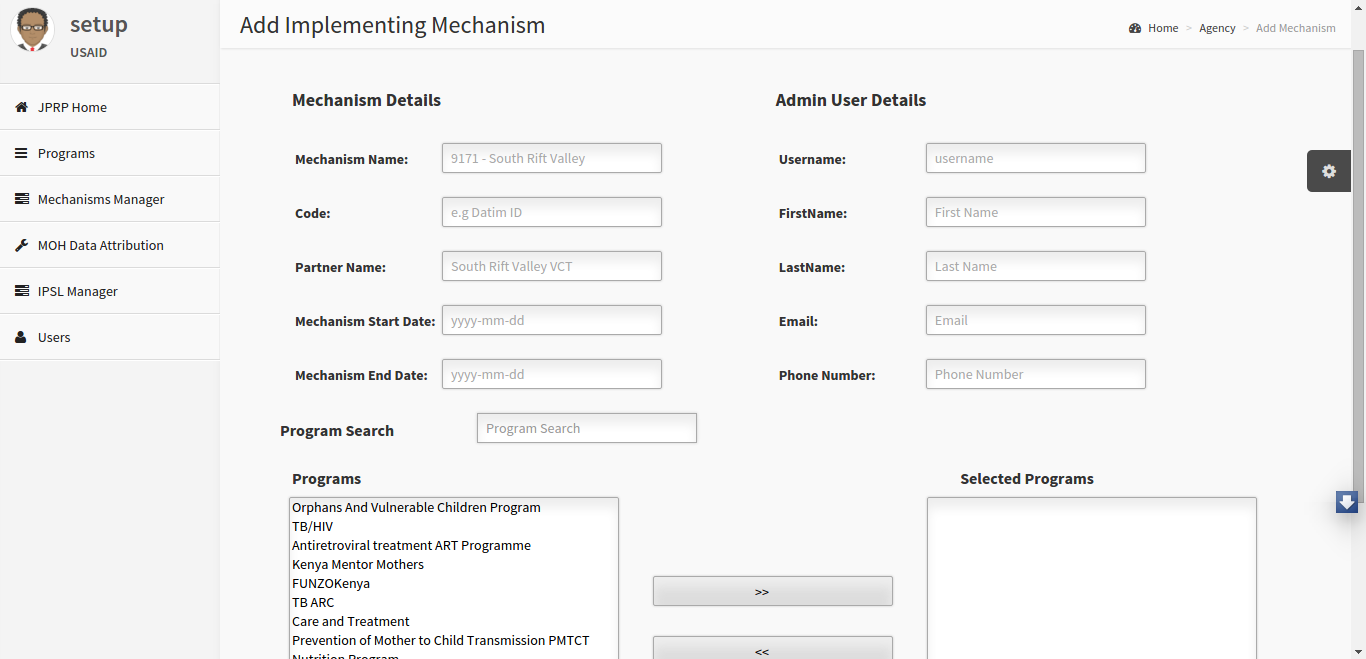 setup
USAID
JPRP Home
Programs
Mechanisms Manager
MOH Data Attribution
IPSL Manager
Users
Add Implementing Mechanism
Home > Agency > Add Mechanism
Mechanism Details
Mechanism Name: 9171 - South Rift Valley
Code: e.g Datim ID
Partner Name: South Rift Valley VCT
Mechanism Start Date: yyyy-mm-dd
Mechanism End Date: yyyy-mm-dd
Admin User Details
Username: username
FirstName: First Name
LastName: Last Name
Email: Email
Phone Number: Phone Number
Program Search Program Search
Programs
Orphans And Vulnerable Children Program
TB/HIV
Antiretroviral treatment ART Programme
Kenya Mentor Mothers
FUNZOKenya
TB ARC
Care and Treatment
Prevention of Mother to Child Transmission PMTCT
Nutrition Program
>>
<<
Selected Programs